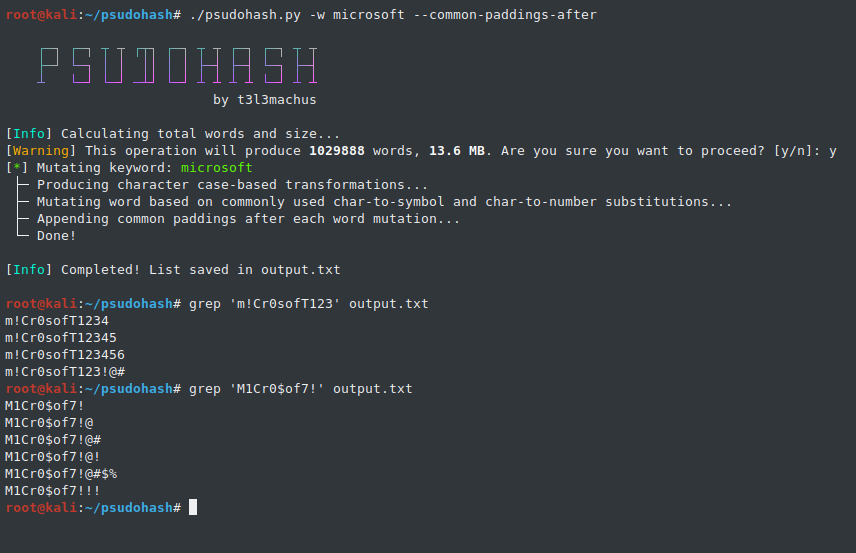 root@kali:~/psudohash# ./psudohash.py -w microsoft --common-paddings-after
PSUDOHASH
by t3l3machus
[Info] Calculating total words and size...
[Warning] This operation will produce 1029888 words, 13.6 MB. Are you sure you want to proceed? [y/n]: y
[*] Mutating keyword: microsoft
Producing character case-based transformations...
Mutating word based on commonly used char-to-symbol and char-to-number substitutions...
Appending common paddings after each word mutation...
Done!
[Info] Completed! List saved in output.txt
root@kali:~/psudohash# grep 'm!Cr0sofT123' output.txt
m!Cr0sofT1234
m!Cr0sofT12345
m!Cr0sofT123456
m!Cr0sofT123!@#
root@kali:~/psudohash# grep 'M1Cr0$of7!' output.txt
M1Cr0$of7!
M1Cr0$of7!@
M1Cr0$of7!@#
M1Cr0$of7!@!
M1Cr0$of7!@#$%
M1Cr0$of7!!!
root@kali:~/psudohash#